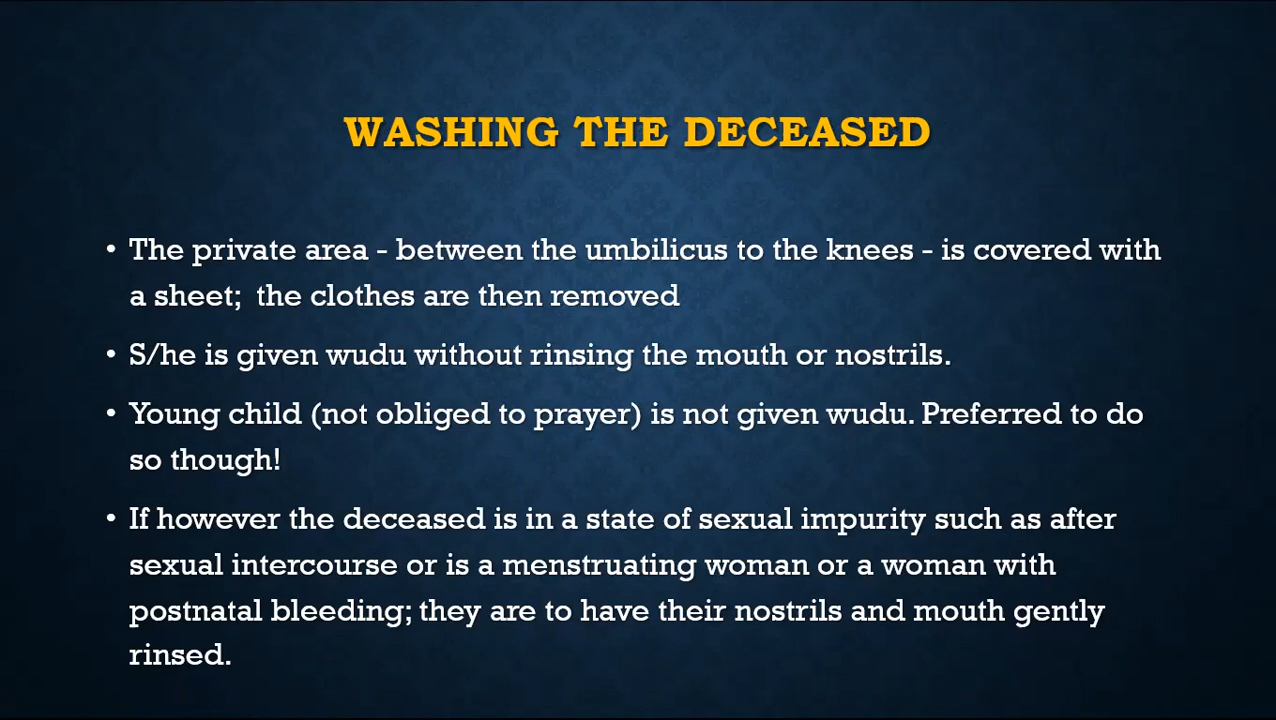 WASHING THE DECEASED
• The private area - between the umbilicus to the knees - is covered with
a sheet;  the clothes are then removed
• S/he is given wudu without rinsing the mouth or nostrils.
• Young child (not obliged to prayer) is not given wudu. Preferred to do
so though!
• If however the deceased is in a state of sexual impurity such as after
sexual intercourse or is a menstruating woman or a woman with
postnatal bleeding; they are to have their nostrils and mouth gently
rinsed.